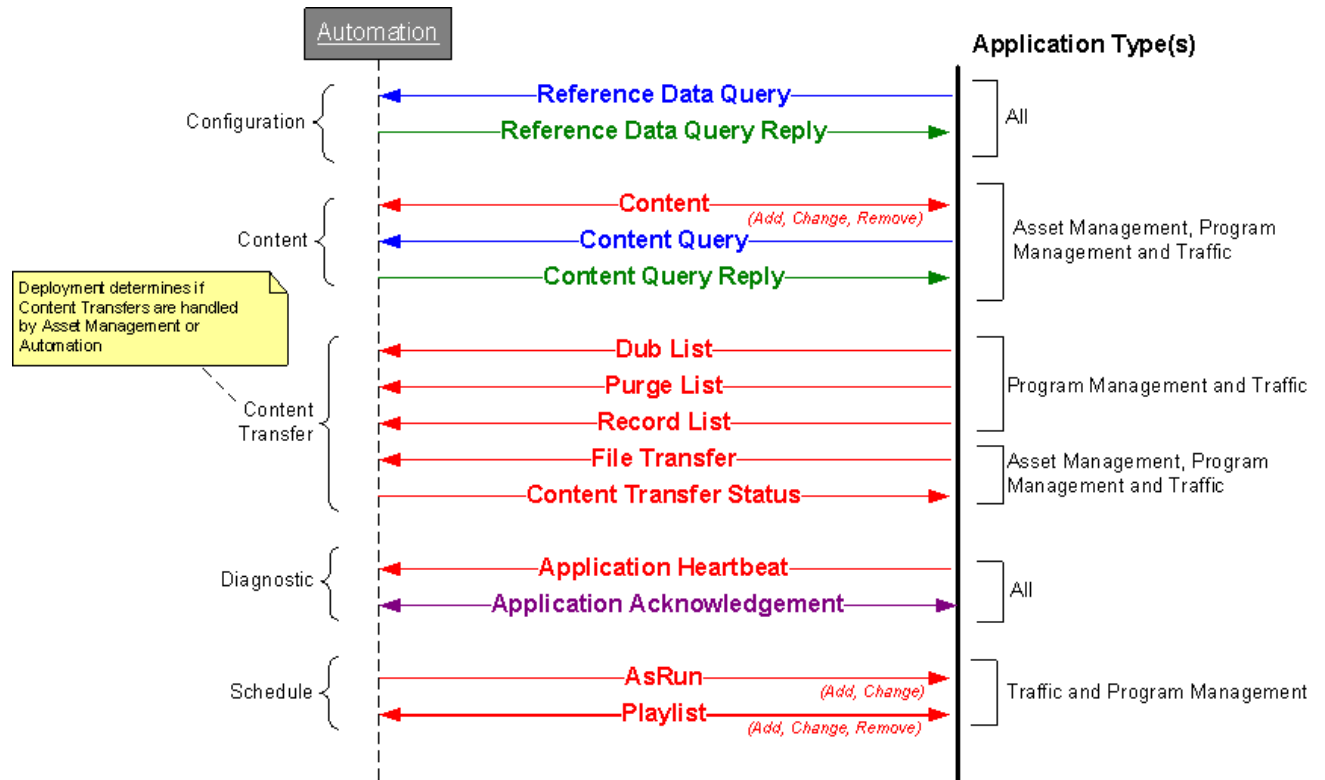 Automation
Application Type(s)
Configuration
Reference Data Query
Reference Data Query Reply
All
Content
Content
(Add, Change, Remove)
Content Query
Content Query Reply
Asset Management, Program
Management and Traffic
Deployment determines if
Content Transfers are handled
by Asset Management or
Automation
Content
Transfer
Dub List
Purge List
Record List
Program Management and Traffic
File Transfer
Content Transfer Status
Asset Management, Program
Management and Traffic
Diagnostic
Application Heartbeat
Application Acknowledgement
All
Schedule
AsRun
(Add, Change)
Playlist
(Add, Change, Remove)
Traffic and Program Management